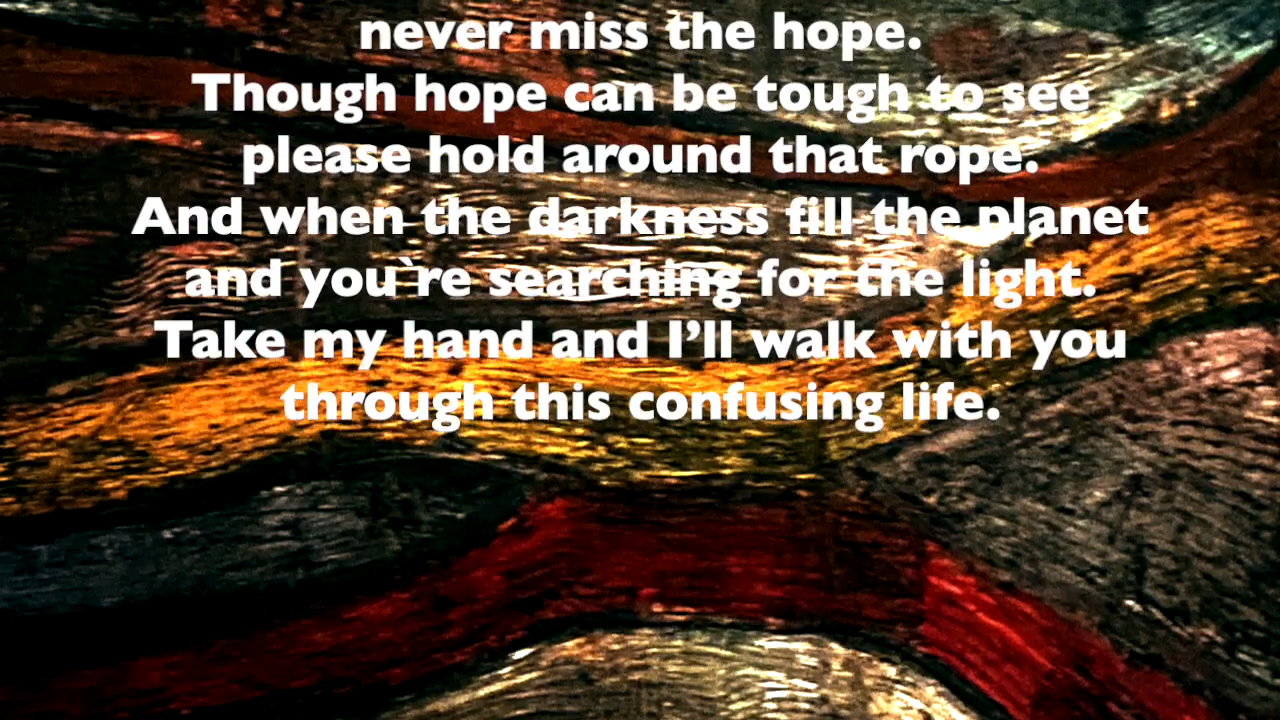 never miss the hope.
Though hope can be tough to see
please hold around that rope.
And when the darkness fill the planet
and you`re searching for the light.
Take my hand and I’ll walk with you
through this confusing life.